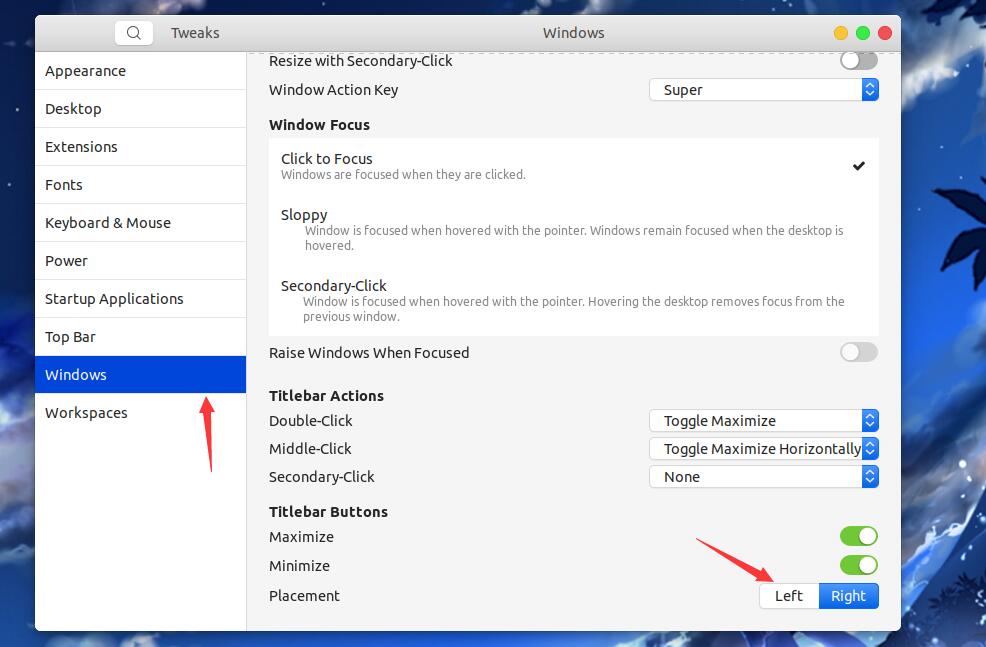 Tweaks
Windows
Appearance
Desktop
Extensions
Fonts
Keyboard & Mouse
Power
Startup Applications
Top Bar
Windows
Workspaces
Resize with Secondary-Click
Window Action Key
Super
Window Focus
Click to Focus
Windows are focused when they are clicked.
Sloppy
Window is focused when hovered with the pointer. Windows remain focused when the desktop is
hovered.
Secondary-Click
Window is focused when hovered with the pointer. Hovering the desktop removes focus from the
previous window.
Raise Windows When Focused
Titlebar Actions
Double-Click
Toggle Maximize
Middle-Click
Toggle Maximize Horizontally
Secondary-Click
None
Titlebar Buttons
Maximize
Minimize
Placement
Left
Right